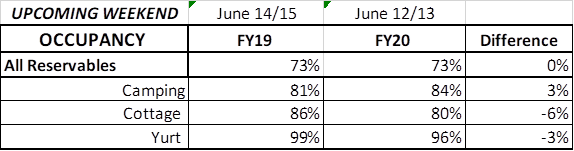 UPCOMING WEEKEND June 14/15 June 12/13
OCCUPANCY FY19 FY20 Difference
All Reservables 73% 73% 0%
Camping 81% 84% 3%
Cottage 86% 80% -6%
Yurt 99% 96% -3%